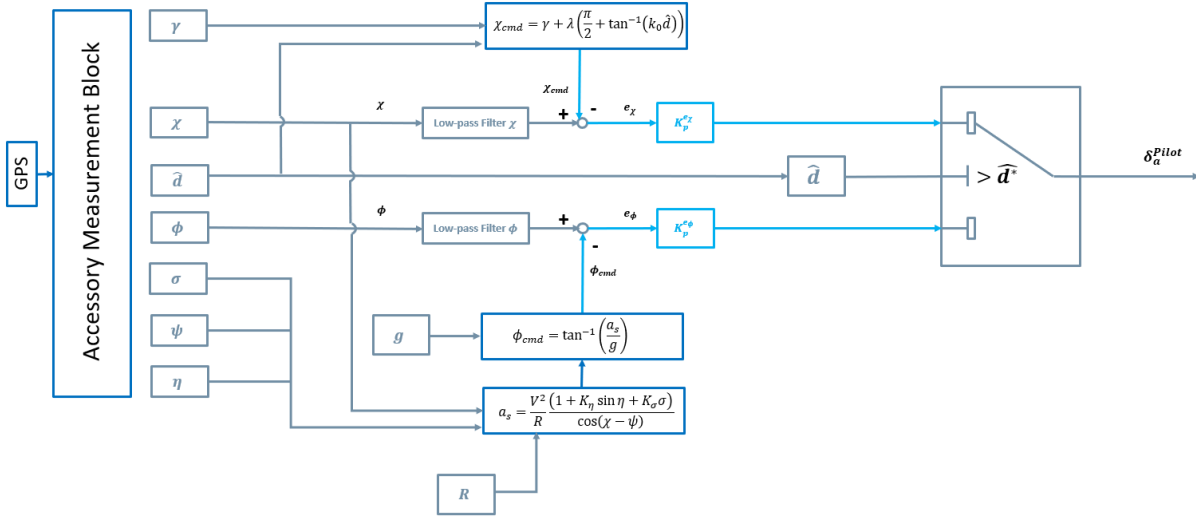 GPS
Accessory Measurement Block
γ
χ
d̂
ϕ
σ
ψ
η
χ_cmd = γ + λ(π/2 + tan⁻¹(k₀d̂))
χ_cmd
χ
Low-pass Filter χ
+
-
e_χ
K_p^{e_χ}
d̂
> d̂*
δ_a^{Pilot}
ϕ
Low-pass Filter ϕ
+
-
e_ϕ
K_p^{e_ϕ}
ϕ_cmd
g
ϕ_cmd = tan⁻¹(a_s/g)
a_s = V²/R (1 + K_η sin η + K_σ σ)/cos(χ − ψ)
R